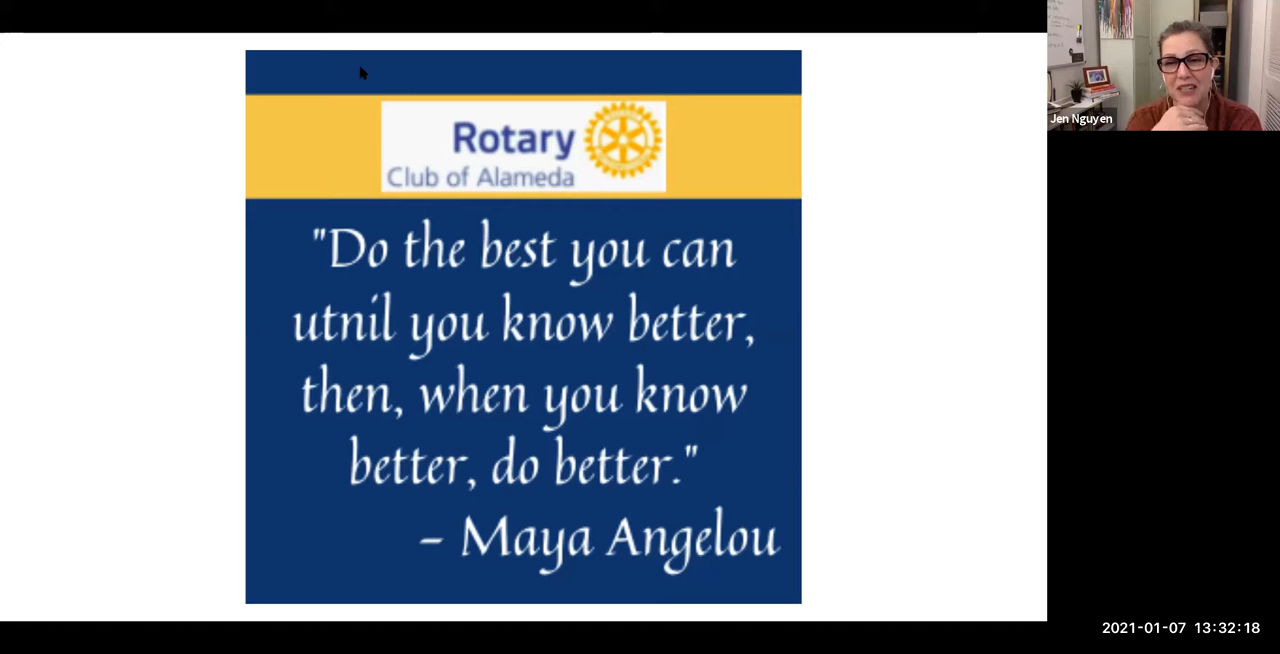 Rotary
Club of Alameda
"Do the best you can
utnil you know better,
then, when you know
better, do better."
– Maya Angelou
Jen Nguyen
2021-01-07 13:32:18